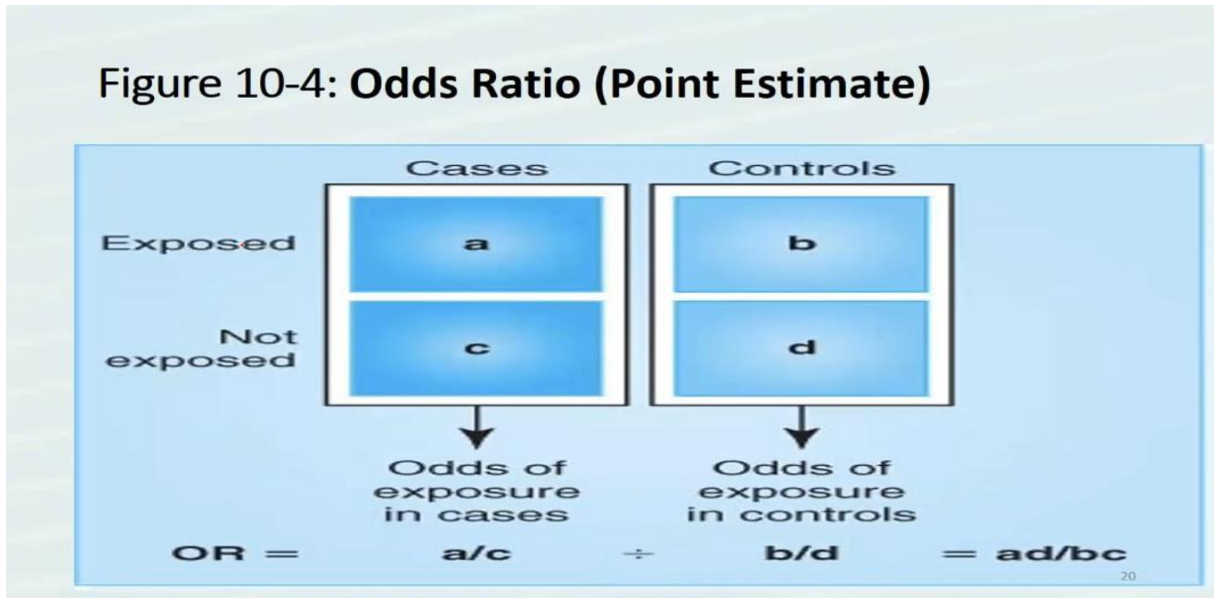 Figure 10-4: Odds Ratio (Point Estimate)
Cases Controls
Exposed a b
Not
exposed c d
Odds of Odds of
exposure exposure
in cases in controls
OR = a/c ÷ b/d = ad/bc
20